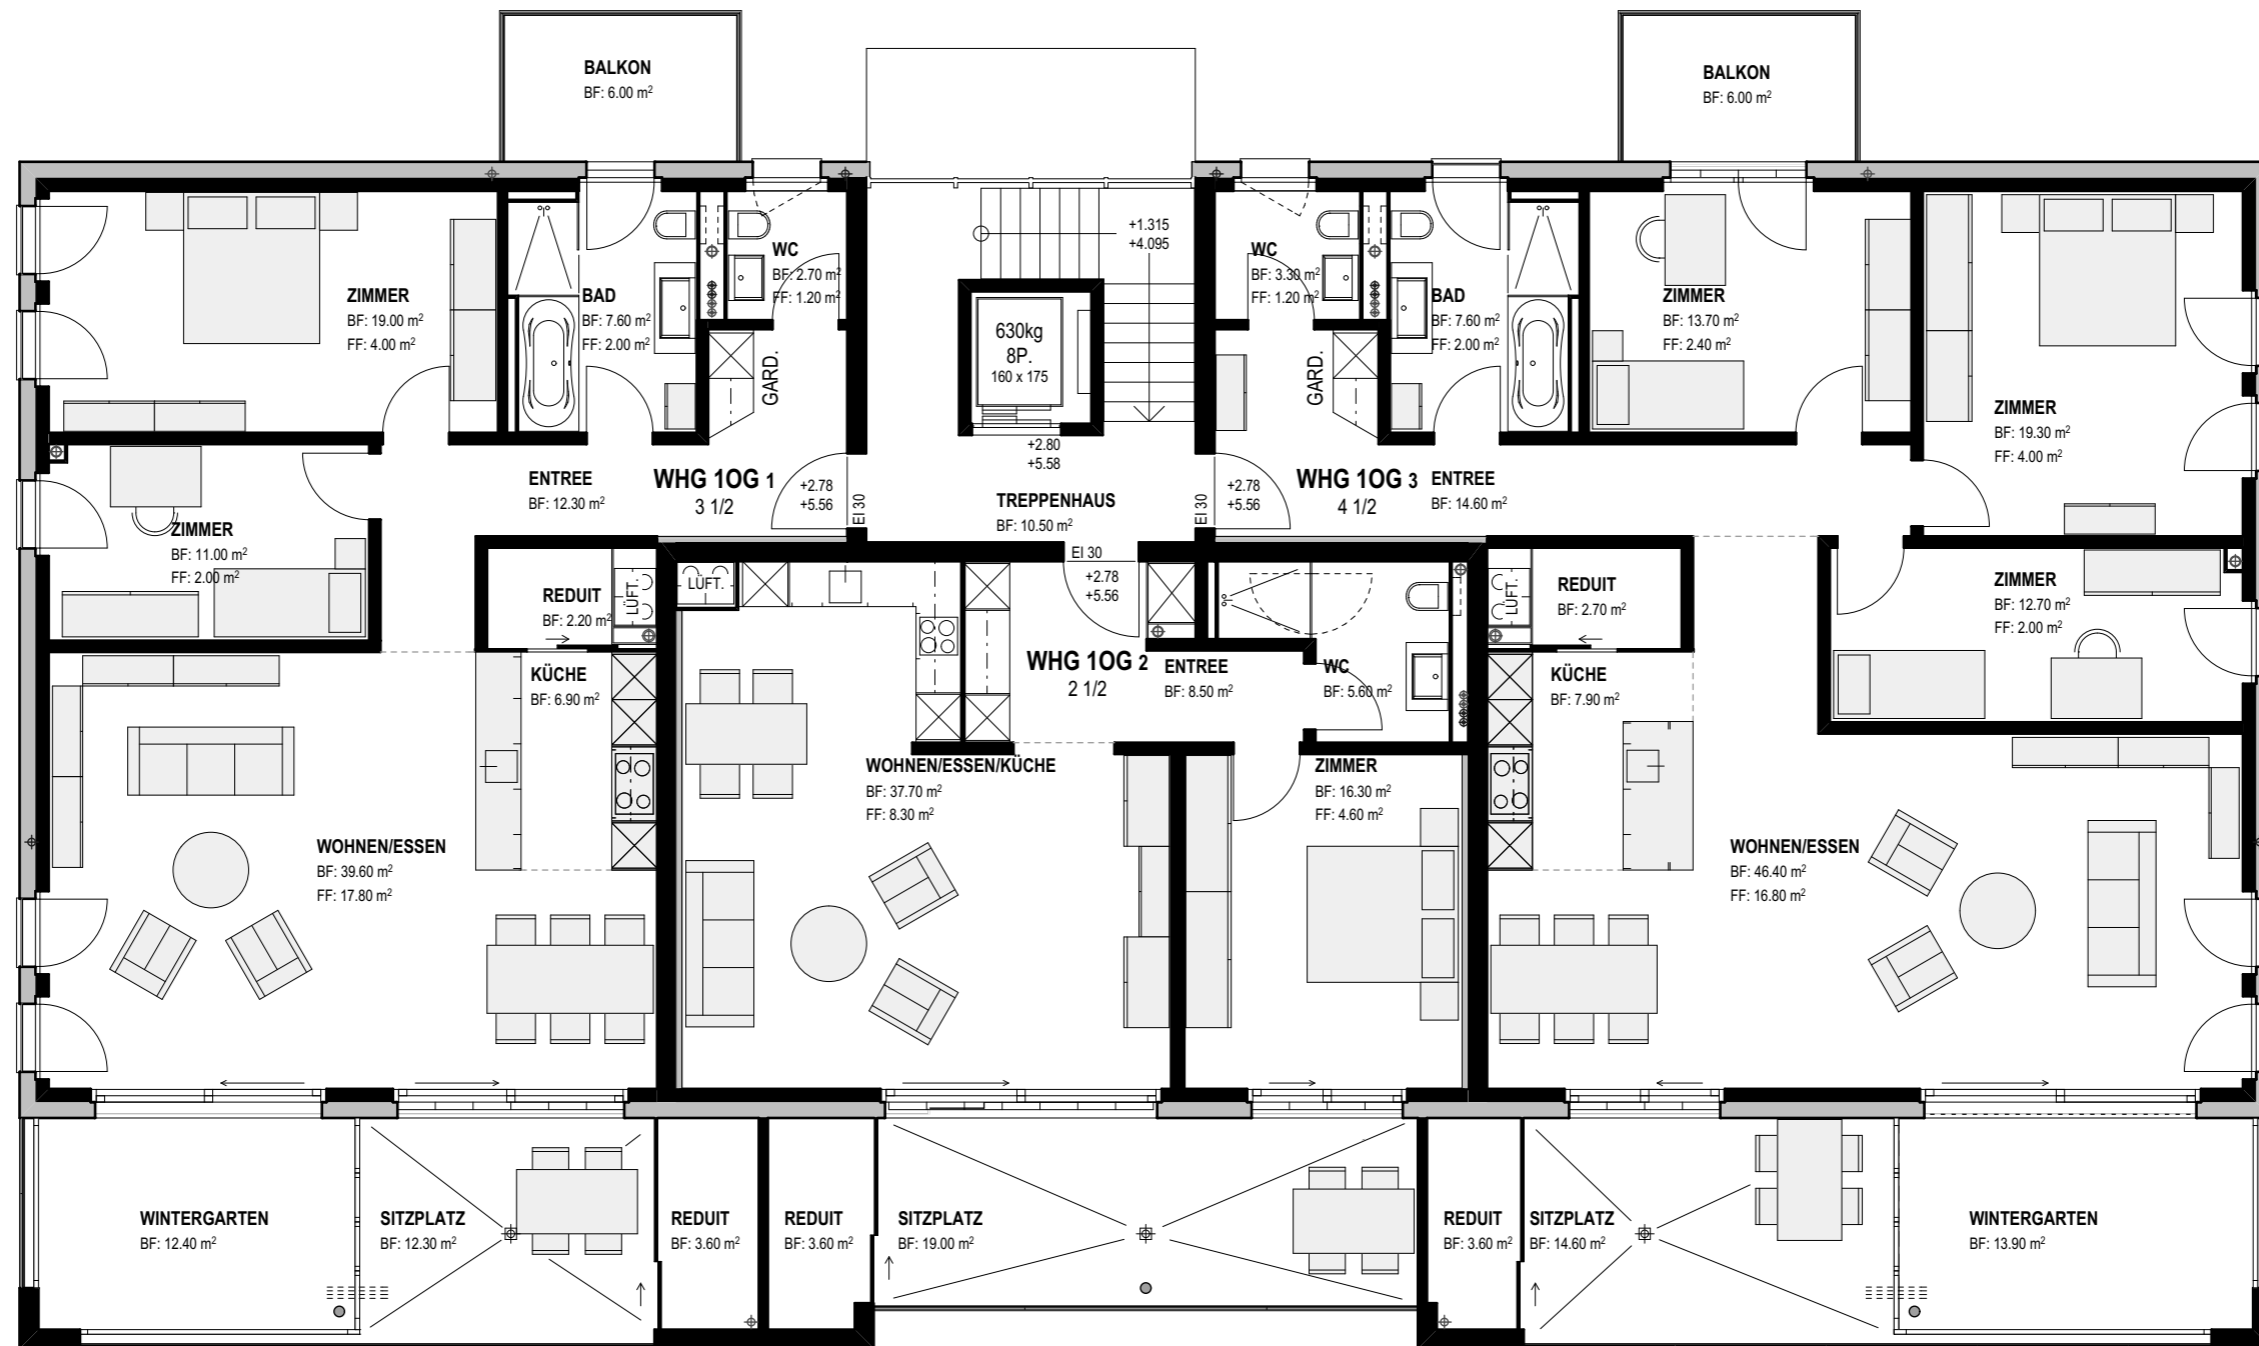 BALKON
BF: 6.00 m²
BALKON
BF: 6.00 m²
ZIMMER
BF: 19.00 m²
FF: 4.00 m²
BAD
BF: 7.60 m²
FF: 2.00 m²
WC
BF: 2.70 m²
FF: 1.20 m²
GARD.
+1.315
+4.095
630kg
8P.
160 x 175
+2.80
+5.58
WC
BF: 3.30 m²
FF: 1.20 m²
GARD.
BAD
BF: 7.60 m²
FF: 2.00 m²
ZIMMER
BF: 13.70 m²
FF: 2.40 m²
ZIMMER
BF: 19.30 m²
FF: 4.00 m²
ZIMMER
BF: 11.00 m²
FF: 2.00 m²
ENTREE
BF: 12.30 m²
WHG 1OG 1
3 1/2
+2.78
+5.56
EI 30
TREPPENHAUS
BF: 10.50 m²
EI 30
+2.78
+5.56
WHG 1OG 3
4 1/2
ENTREE
BF: 14.60 m²
REDUIT
BF: 2.20 m²
LÜFT.
LÜFT.
EI 30
+2.78
+5.56
LÜFT.
REDUIT
BF: 2.70 m²
ZIMMER
BF: 12.70 m²
FF: 2.00 m²
KÜCHE
BF: 6.90 m²
WHG 1OG 2
2 1/2
ENTREE
BF: 8.50 m²
WC
BF: 5.60 m²
KÜCHE
BF: 7.90 m²
WOHNEN/ESSEN
BF: 39.60 m²
FF: 17.80 m²
WOHNEN/ESSEN/KÜCHE
BF: 37.70 m²
FF: 8.30 m²
ZIMMER
BF: 16.30 m²
FF: 4.60 m²
WOHNEN/ESSEN
BF: 46.40 m²
FF: 16.80 m²
WINTERGARTEN
BF: 12.40 m²
SITZPLATZ
BF: 12.30 m²
REDUIT
BF: 3.60 m²
REDUIT
BF: 3.60 m²
SITZPLATZ
BF: 19.00 m²
REDUIT
BF: 3.60 m²
SITZPLATZ
BF: 14.60 m²
WINTERGARTEN
BF: 13.90 m²